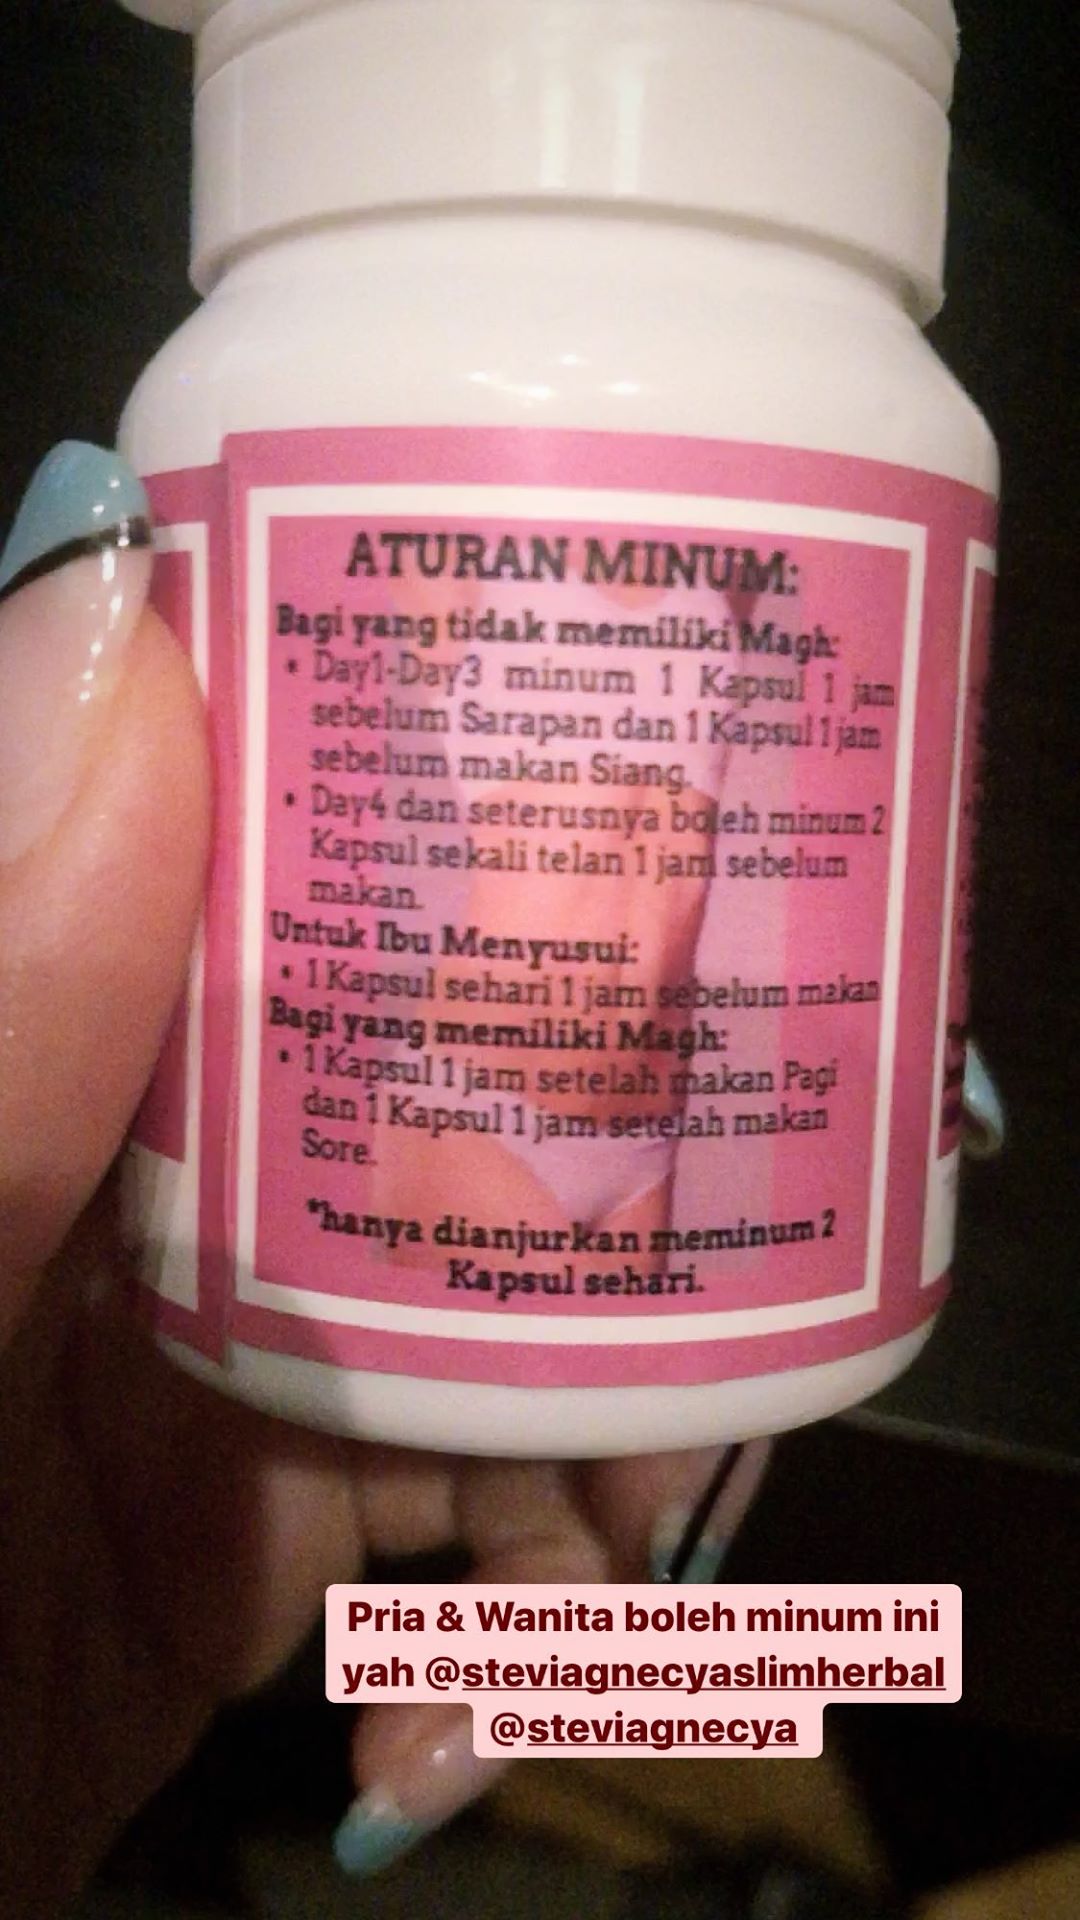 ATURAN MINUM:
Bagi yang tidak memiliki Magh:
• Day1-Day3 minum 1 Kapsul 1 jam
sebelum Sarapan dan 1 Kapsul 1 jam
sebelum makan Siang.
• Day4 dan seterusnya boleh minum 2
Kapsul sekali telan 1 jam sebelum
makan.
Untuk Ibu Menyusui:
• 1 Kapsul sehari 1 jam sebelum makan
Bagi yang memiliki Magh:
• 1 Kapsul 1 jam setelah makan Pagi
dan 1 Kapsul 1 jam setelah makan
Sore.
*hanya dianjurkan meminum 2
Kapsul sehari.
Pria & Wanita boleh minum ini
yah @steviagnecyaslimherbal
@steviagnecya